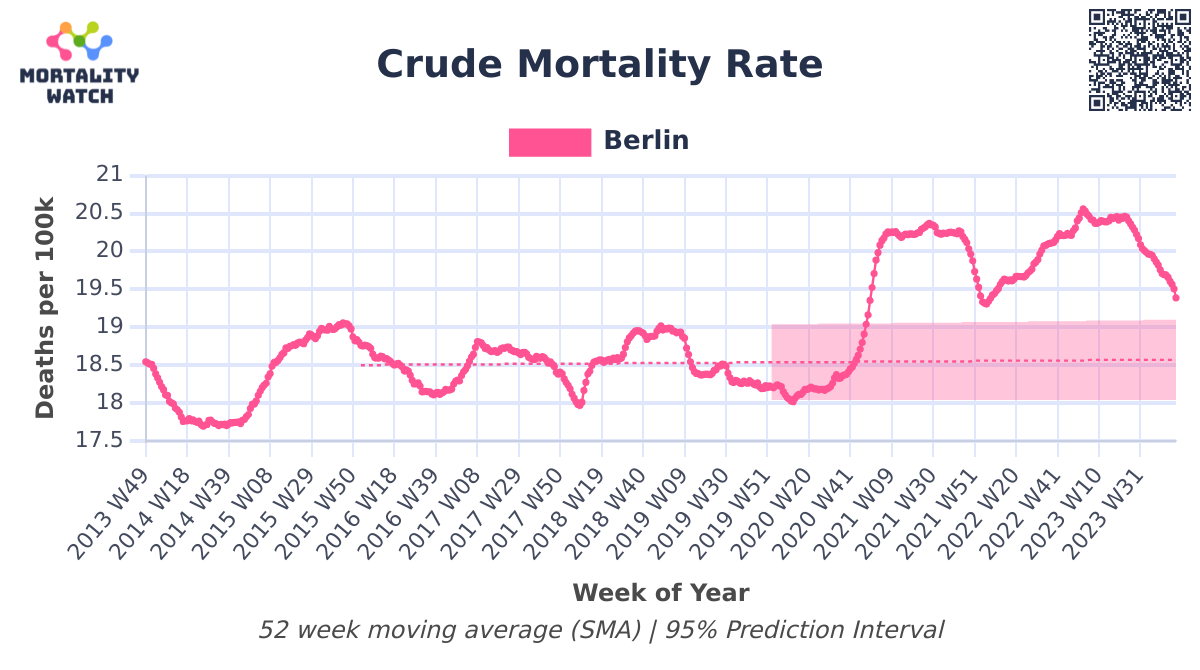 MORTALITY
WATCH
Crude Mortality Rate
Berlin
Deaths per 100k
21
20.5
20
19.5
19
18.5
18
17.5
2013 W49
2014 W18
2014 W39
2015 W08
2015 W29
2015 W50
2016 W18
2016 W39
2017 W08
2017 W29
2017 W50
2018 W19
2018 W40
2019 W09
2019 W30
2019 W51
2020 W20
2020 W41
2021 W09
2021 W30
2021 W51
2022 W20
2022 W41
2023 W10
2023 W31
Week of Year
52 week moving average (SMA) | 95% Prediction Interval